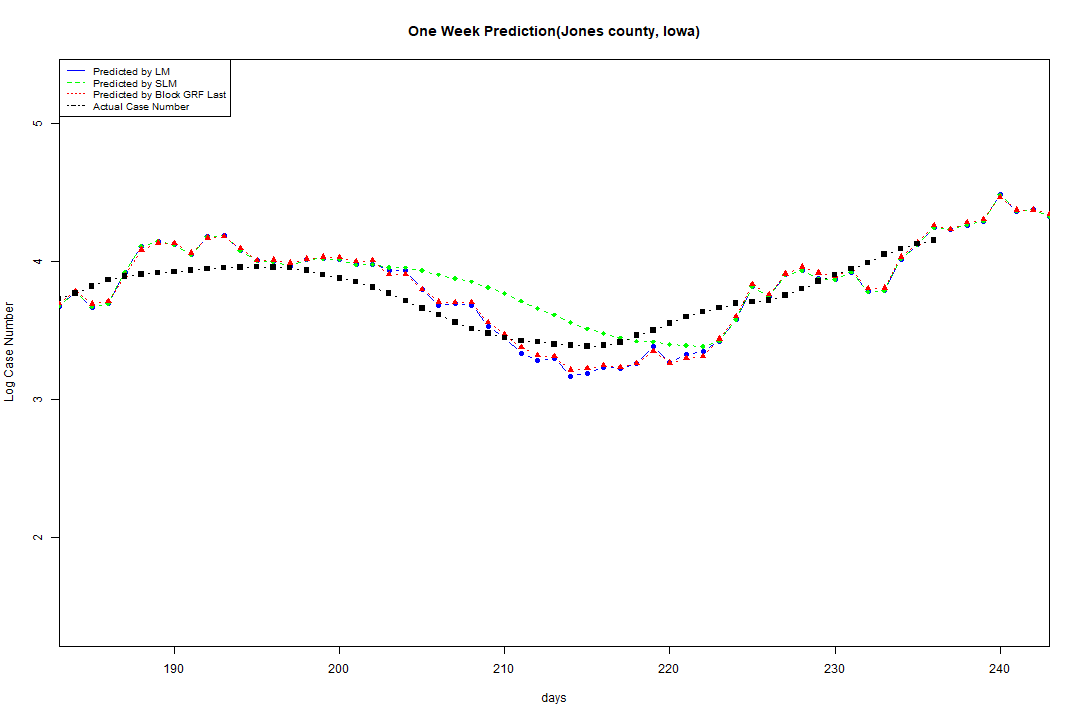 One Week Prediction(Jones county, Iowa)
Predicted by LM
Predicted by SLM
Predicted by Block GRF Last
Actual Case Number
5
4
3
2
Log Case Number
190 200 210 220 230 240
days